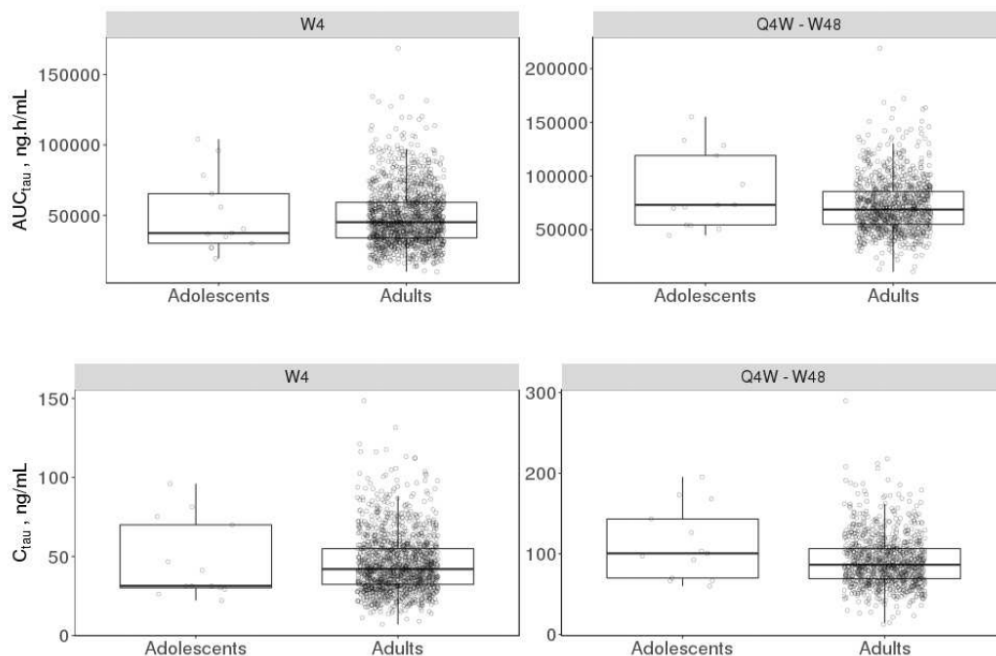 W4
Q4W - W48
AUCtau , ng.h/mL
150000
100000
50000
200000
150000
100000
50000
Adolescents
Adults
Adolescents
Adults
W4
Q4W - W48
Ctau , ng/mL
150
100
50
0
300
200
100
0
Adolescents
Adults
Adolescents
Adults